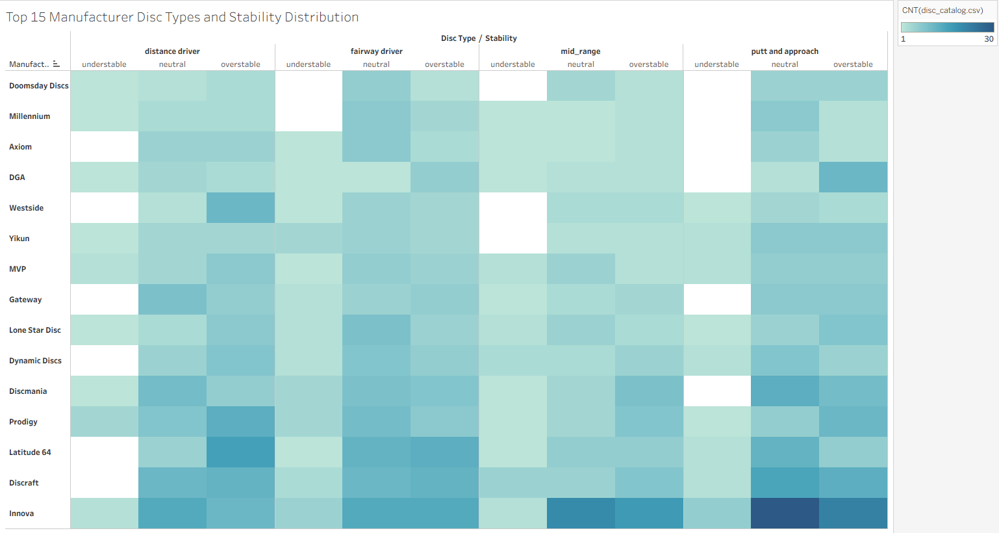 Top 15 Manufacturer Disc Types and Stability Distribution
CNT(disc_catalog.csv)
1 30
Disc Type / Stability
distance driver fairway driver mid_range putt and approach
Manufact.. understable neutral overstable understable neutral overstable understable neutral overstable understable neutral overstable
Doomsday Discs
Millennium
Axiom
DGA
Westside
Yikun
MVP
Gateway
Lone Star Disc
Dynamic Discs
Discmania
Prodigy
Latitude 64
Discraft
Innova